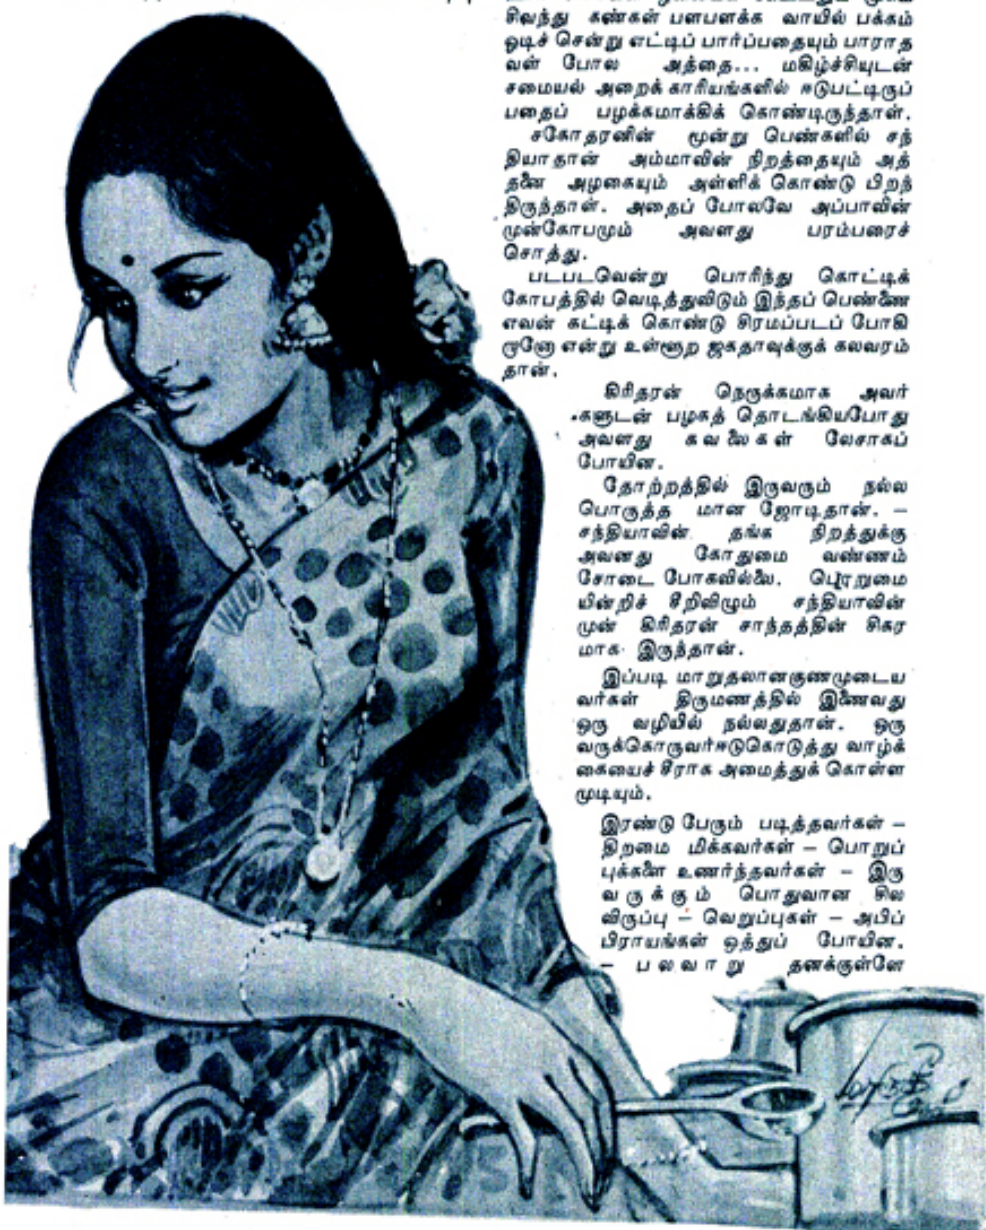 சிவந்து கண்கள் பளபளக்க வாயில் பக்கம்
ஓடிச் சென்று எட்டிப் பார்ப்பதையும் பாராத
வள் போல அத்தை... மகிழ்ச்சியுடன்
சமையல் அறைக் காரியங்களில் ஈடுபட்டிருப்
பதைப் பழக்கமாக்கிக் கொண்டிருந்தாள்.
சகோதரனின் மூன்று பெண்களில் சந்
தியாதான் அம்மாவின் நிறத்தையும் அத்
தனை அழகையும் அள்ளிக் கொண்டு பிறந்
திருந்தாள். அதைப் போலவே அப்பாவின்
முன்கோபமும் அவளது பரம்பரைச்
சொத்து.
படபடவென்று பொரிந்து கொட்டிக்
கோபத்தில் வெடித்துவிடும் இந்தப் பெண்ணை
எவன் கட்டிக் கொண்டு சிரமப்படப் போகி
றானோ என்று உள்ளூற ஜகதாவுக்குக் கலவரம்
தான்.
கிரிதரன் நெருக்கமாக அவர்
களுடன் பழகத் தொடங்கியபோது
அவளது கவலைகள் லேசாகப்
போயின.
தோற்றத்தில் இருவரும் நல்ல
பொருத்த மான ஜோடிதான். –
சந்தியாவின் தங்க நிறத்துக்கு
அவனது கோதுமை வண்ணம்
சோடை போகவில்லை. பொறுமை
யின்றிச் சீறிவிழும் சந்தியாவின்
முன் கிரிதரன் சாந்தத்தின் சிகர
மாக இருந்தான்.
இப்படி மாறுதலானகுணமுடைய
வர்கள் திருமணத்தில் இணைவது
ஒரு வழியில் நல்லதுதான். ஒரு
வருக்கொருவர்ஈடுகொடுத்து வாழ்க்
கையைச் சீராக அமைத்துக் கொள்ள
முடியும்.
இரண்டு பேரும் படித்தவர்கள் –
திறமை மிக்கவர்கள் – பொறுப்
புக்களை உணர்ந்தவர்கள் – இரு
வருக்கும் பொதுவான சில
விருப்பு – வெறுப்புகள் – அபிப்
பிராயங்கள் ஒத்துப் போயின.
– பலவாறு தனக்குள்ளே